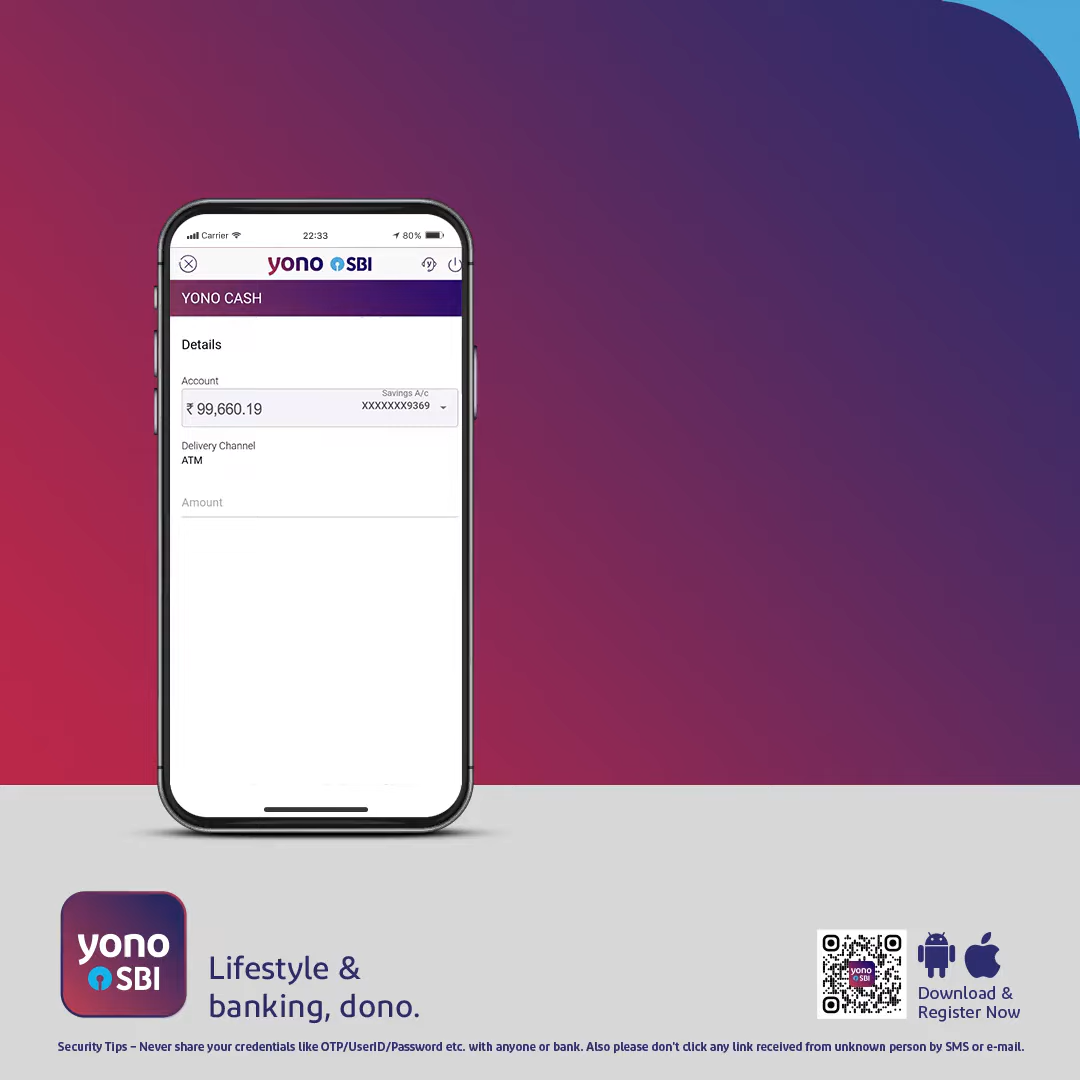 Carrier 22:33 80%
yono SBI
YONO CASH
Details
Account
Savings A/c
₹ 99,660.19 XXXXXXX9369
Delivery Channel
ATM
Amount
yono
SBI
Lifestyle &
banking, dono.
yono
SBI
Download &
Register Now
Security Tips – Never share your credentials like OTP/UserID/Password etc. with anyone or bank. Also please don't click any link received from unknown person by SMS or e-mail.